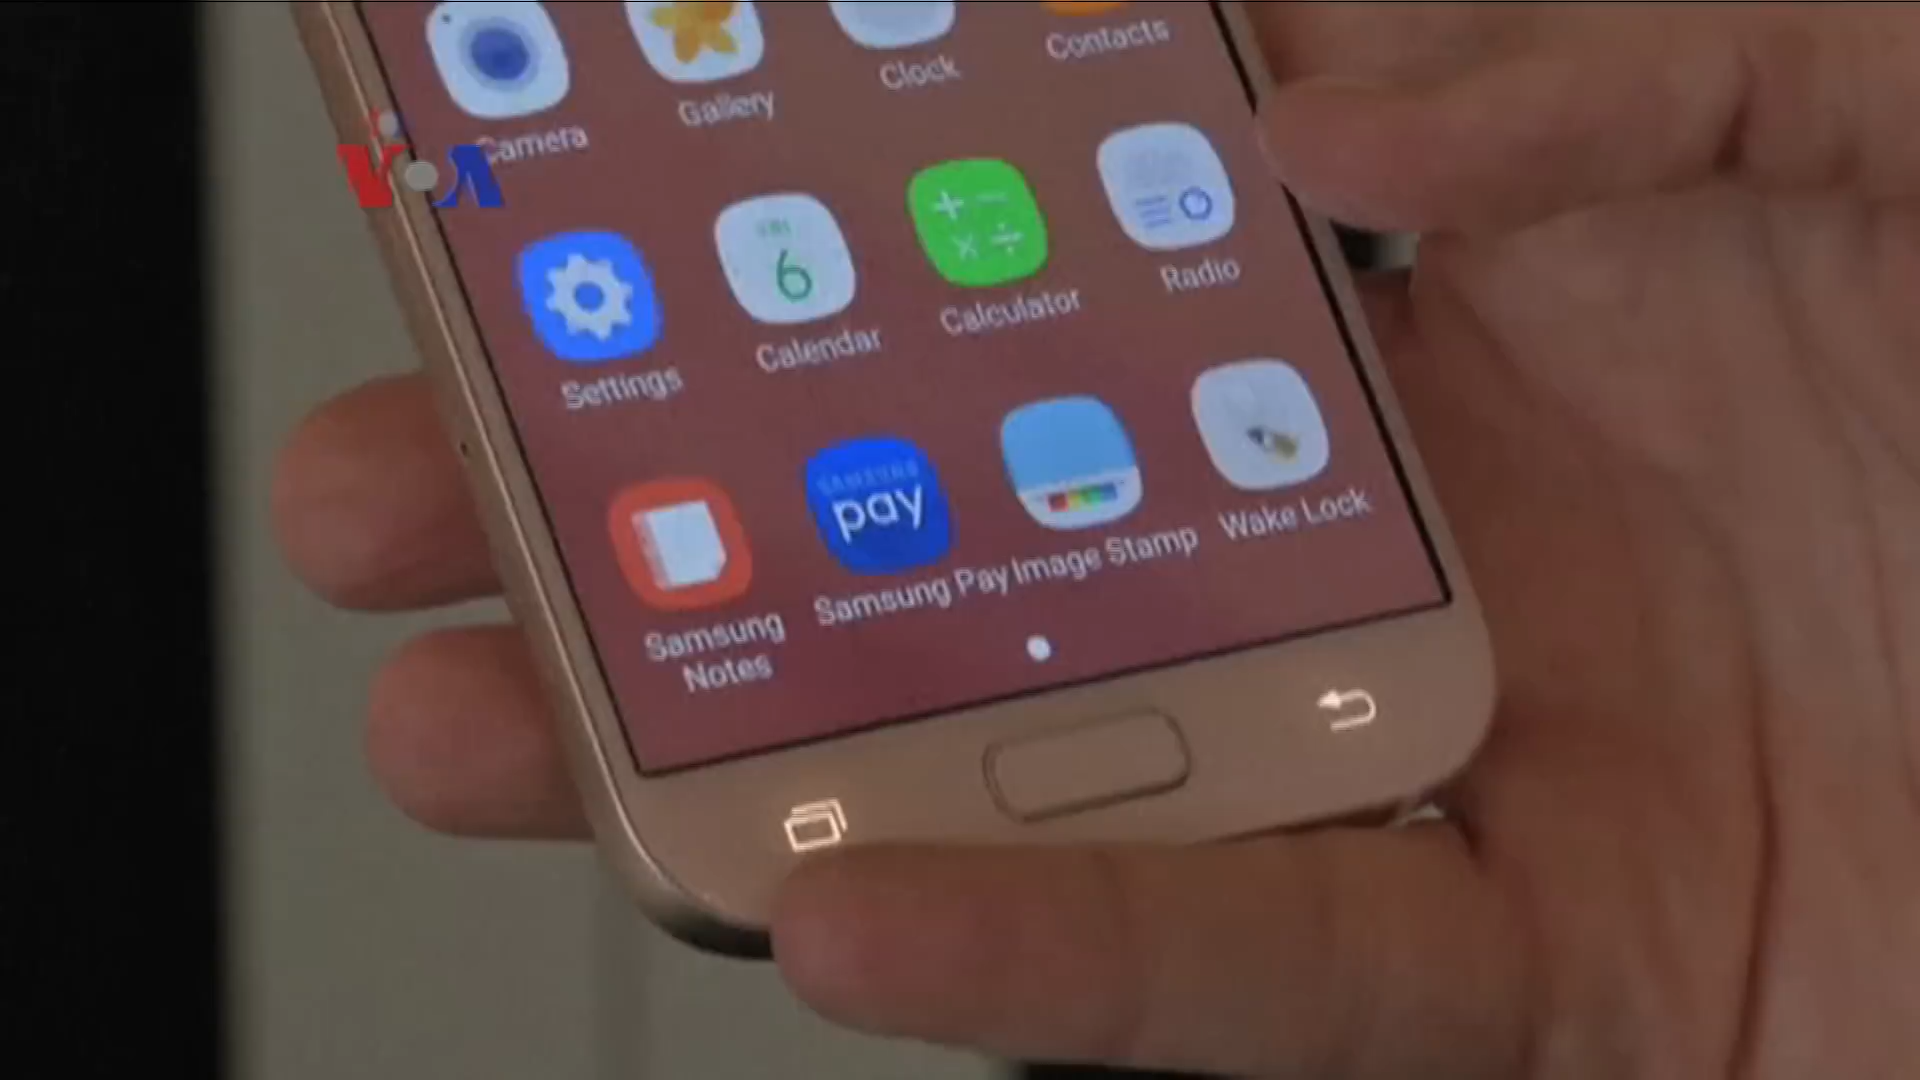 Contacts
Clock
Gallery
Camera
VOA
Radio
Calculator
6
Calendar
Settings
Wake Lock
Image Stamp
SAMSUNG
pay
Samsung Pay
Samsung
Notes